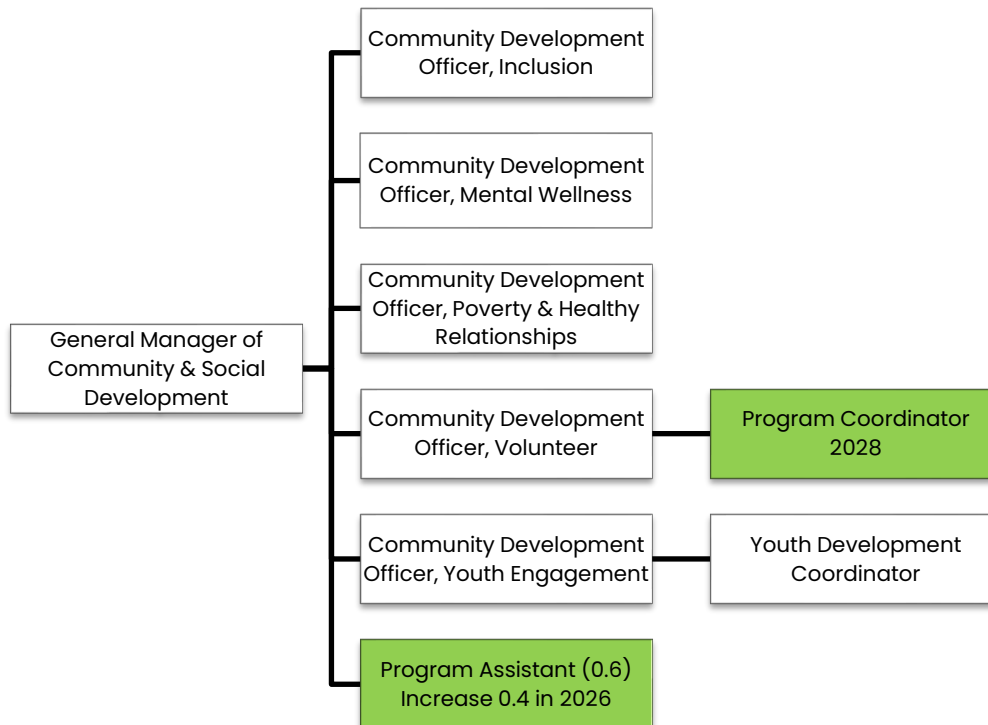 Community Development
Officer, Inclusion
Community Development
Officer, Mental Wellness
Community Development
Officer, Poverty & Healthy
Relationships
General Manager of
Community & Social
Development
Community Development
Officer, Volunteer
Program Coordinator
2028
Community Development
Officer, Youth Engagement
Youth Development
Coordinator
Program Assistant (0.6)
Increase 0.4 in 2026